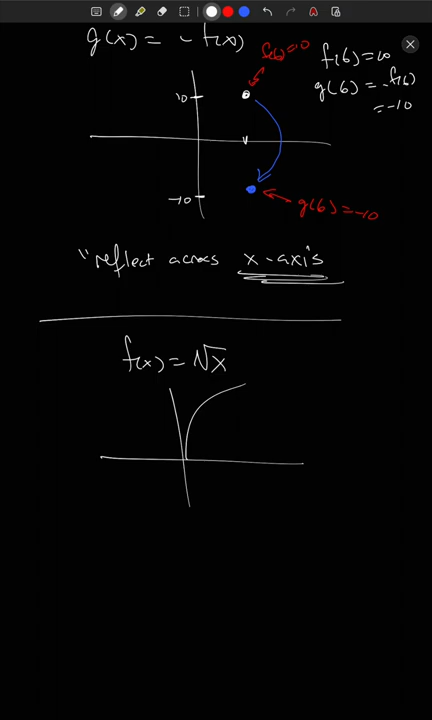 g(x) = - f(x)
f(6)=10
f(6)=10
g(6) = -f(6)
= -10
10
-10
g(6) = -10
"reflect across x-axis
f(x) = √x